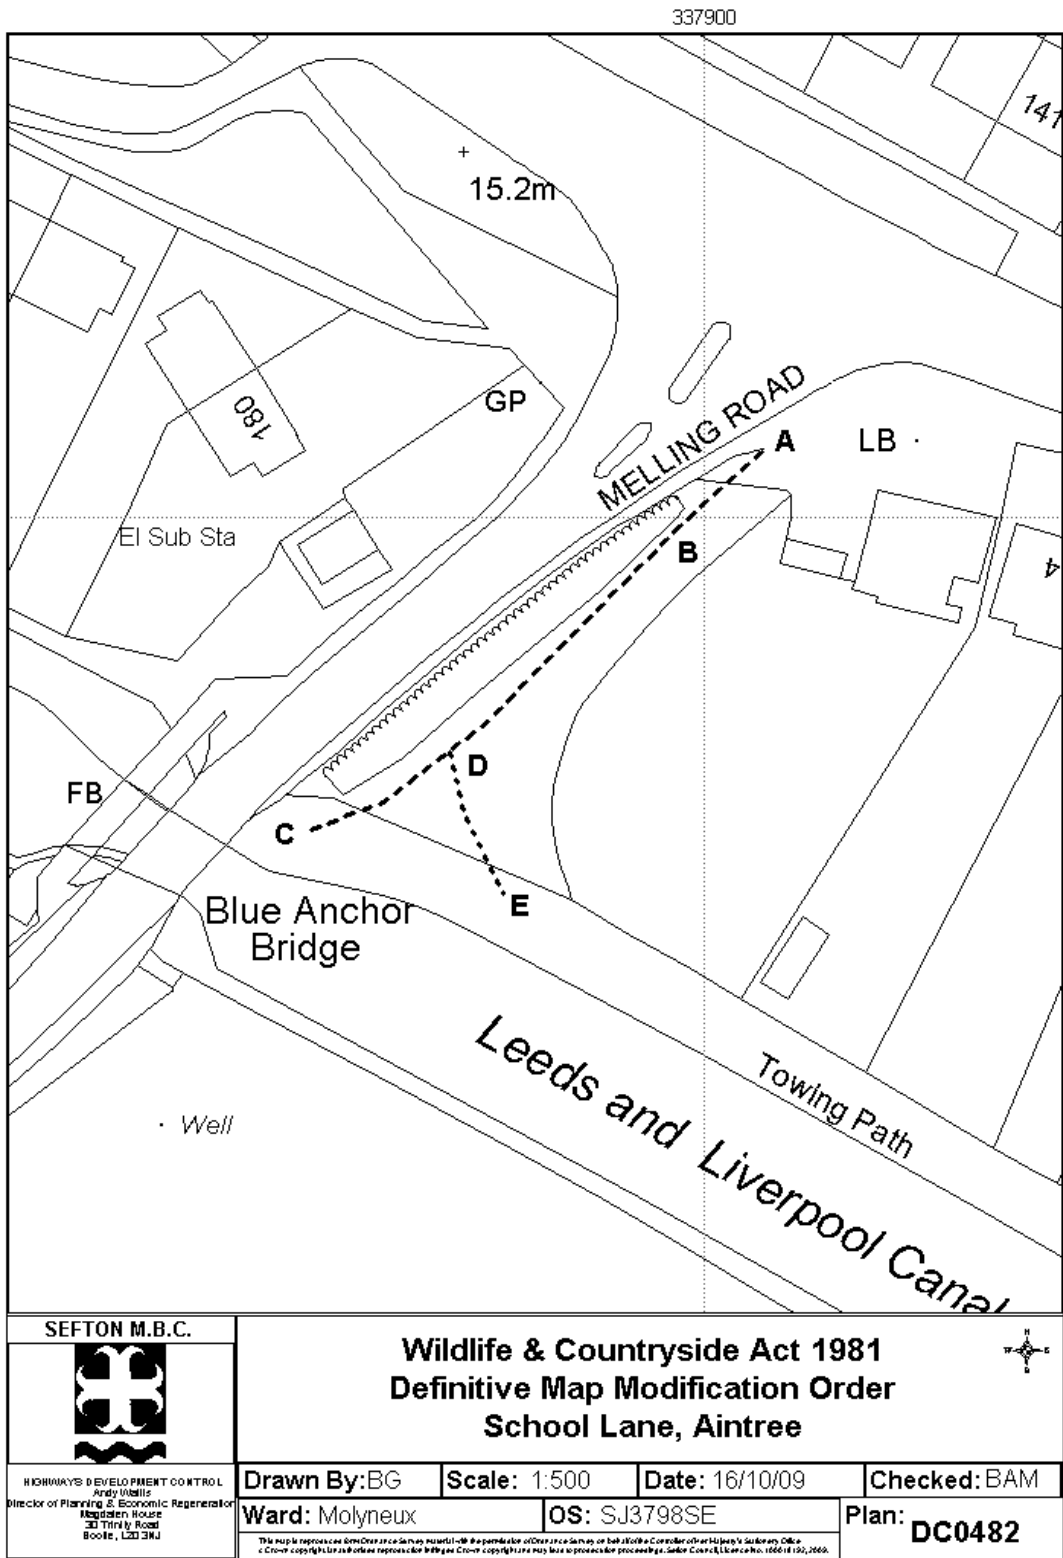 337900
141
15.2m
180
GP
MELLING ROAD
A
LB
El Sub Sta
B
4
D
FB
C
E
Blue Anchor
Bridge
Leeds and Liverpool Canal
Towing Path
Well
SEFTON M.B.C.
HIGHWAYS DEVELOPMENT CONTROL
Andy Wallis
Director of Planning & Economic Regeneration
Magdalen House
30 Trinity Road
Bootle, L20 3NJ
Wildlife & Countryside Act 1981
Definitive Map Modification Order
School Lane, Aintree
N
W E
S
Drawn By:BG Scale: 1:500 Date: 16/10/09 Checked: BAM
Ward: Molyneux OS: SJ3798SE Plan: DC0482